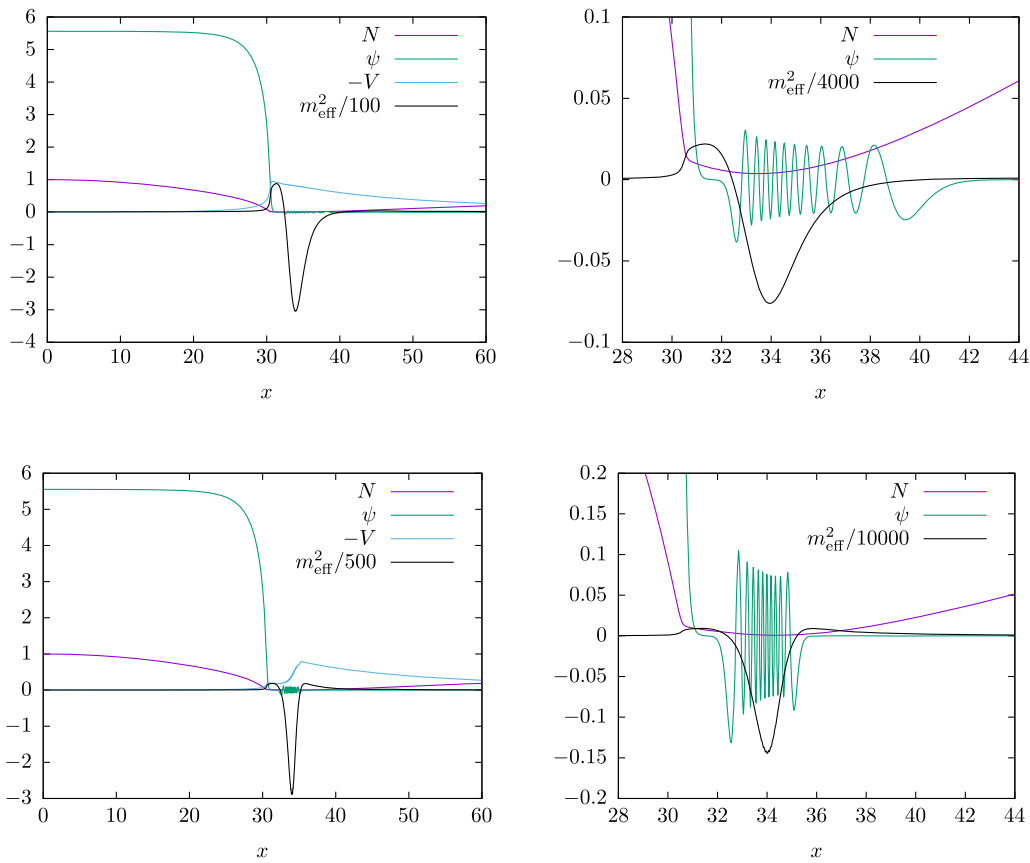 6
5
4
3
2
1
0
−1
−2
−3
−4
0 10 20 30 40 50 60
x
N
ψ
−V
m²eff/100
0.1
0.05
0
−0.05
−0.1
28 30 32 34 36 38 40 42 44
x
N
ψ
m²eff/4000
6
5
4
3
2
1
0
−1
−2
−3
0 10 20 30 40 50 60
x
N
ψ
−V
m²eff/500
0.2
0.15
0.1
0.05
0
−0.05
−0.1
−0.15
−0.2
28 30 32 34 36 38 40 42 44
x
N
ψ
m²eff/10000